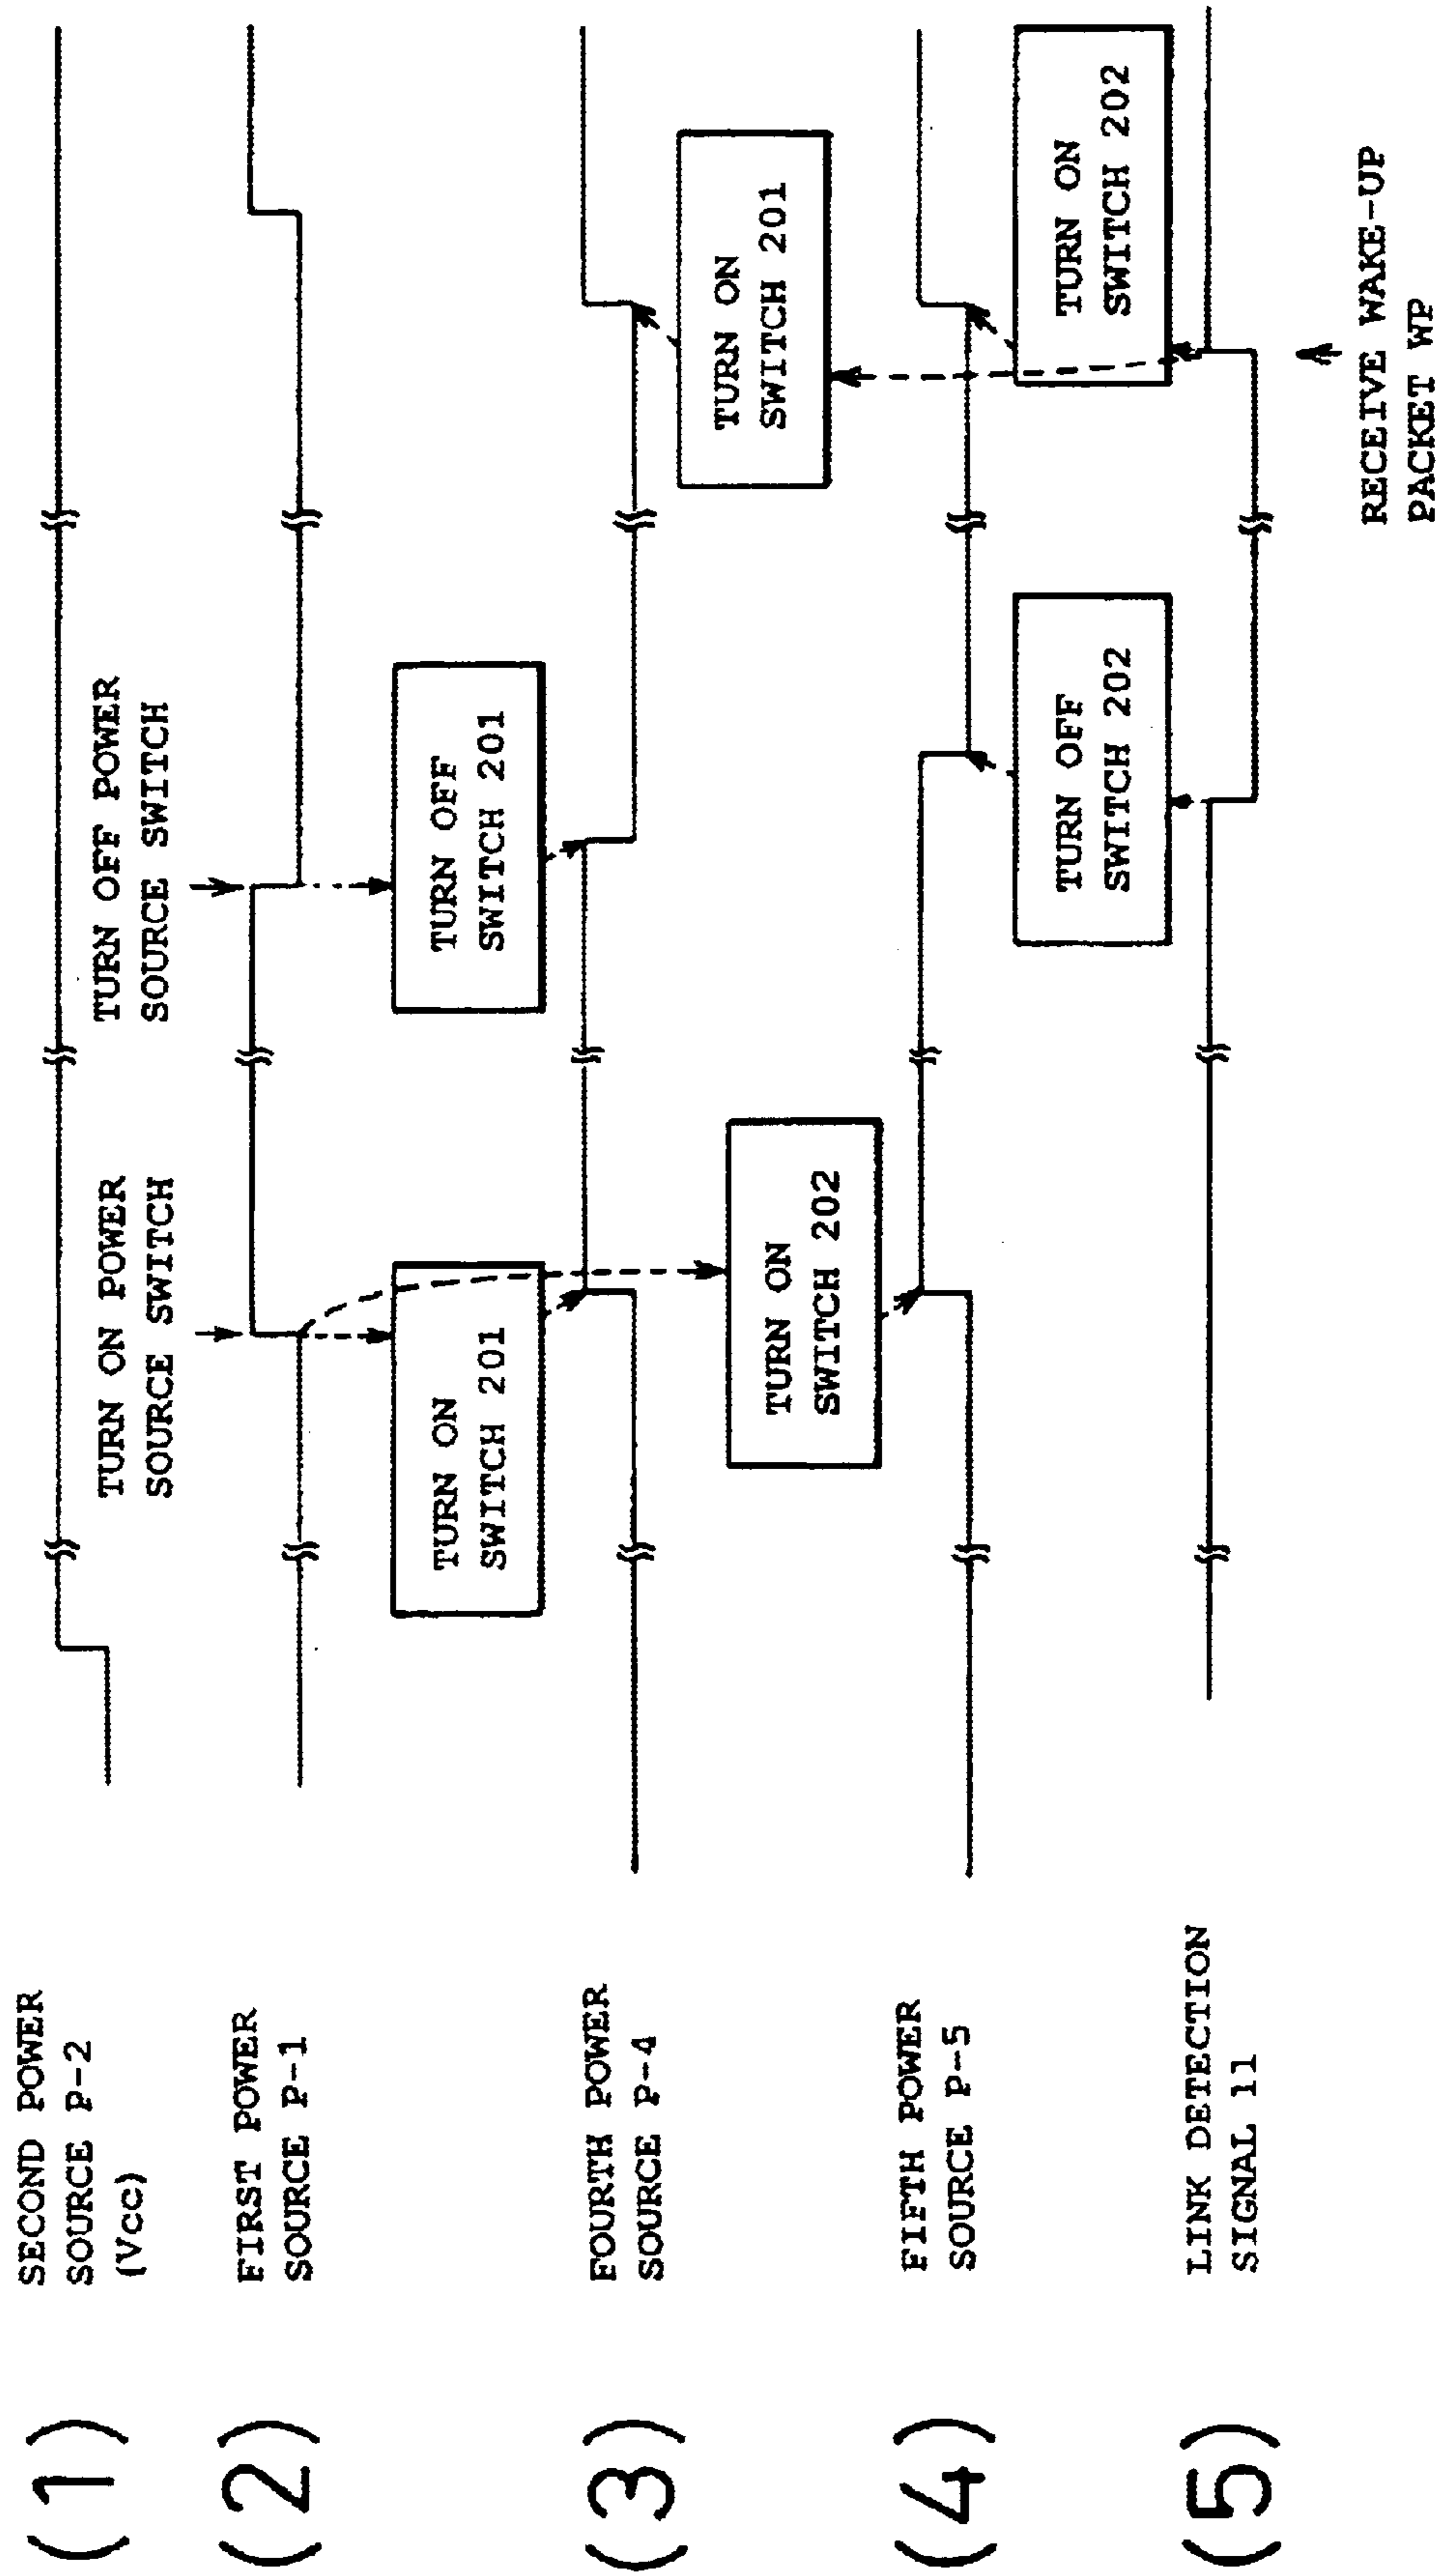 (1)
SECOND POWER
SOURCE P-2
(Vcc)
TURN ON POWER
SOURCE SWITCH
TURN OFF POWER
SOURCE SWITCH
(2)
FIRST POWER
SOURCE P-1
TURN ON
SWITCH 201
TURN OFF
SWITCH 201
(3)
FOURTH POWER
SOURCE P-4
TURN ON
SWITCH 202
TURN ON
SWITCH 201
(4)
FIFTH POWER
SOURCE P-5
TURN OFF
SWITCH 202
TURN ON
SWITCH 202
(5)
LINK DETECTION
SIGNAL 11
RECEIVE WAKE-UP
PACKET WP